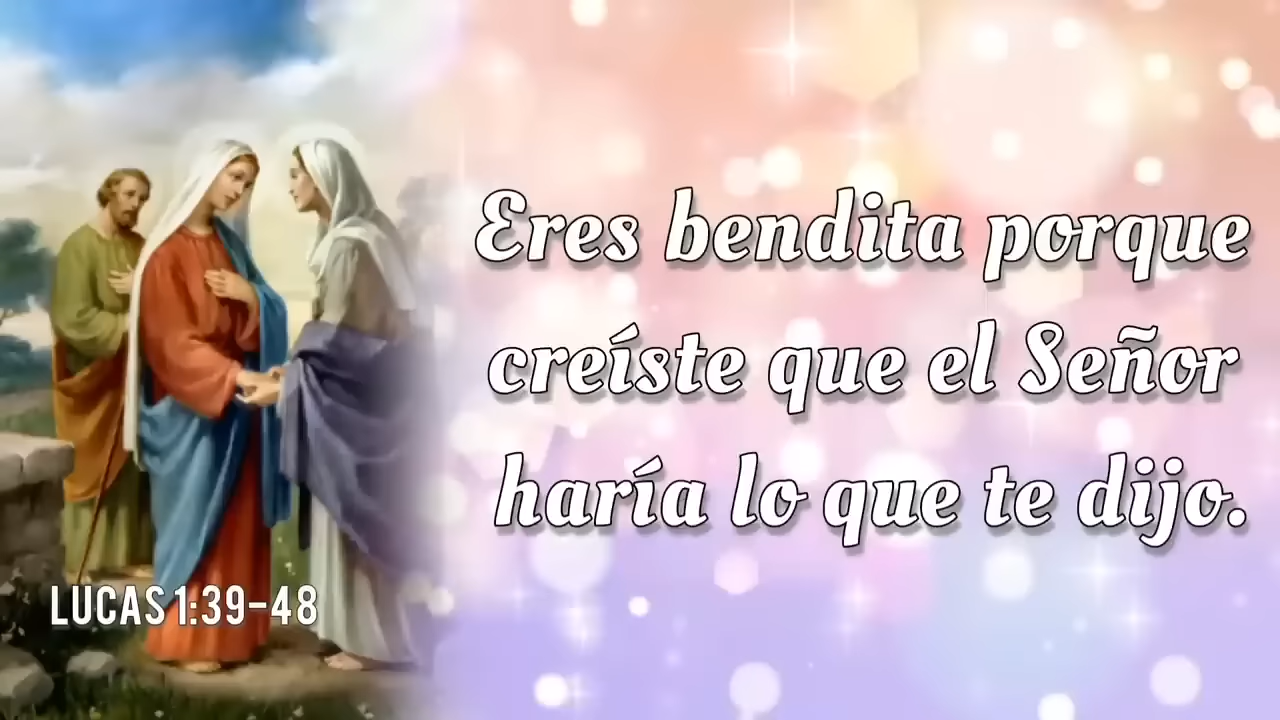 Eres bendita porque
creíste que el Señor
haría lo que te dijo.
LUCAS 1:39-48